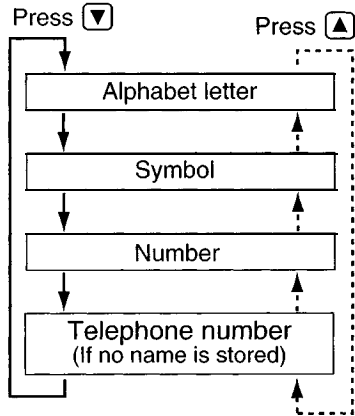 Press ▼
Press ▲
Alphabet letter
Symbol
Number
Telephone number
(If no name is stored)